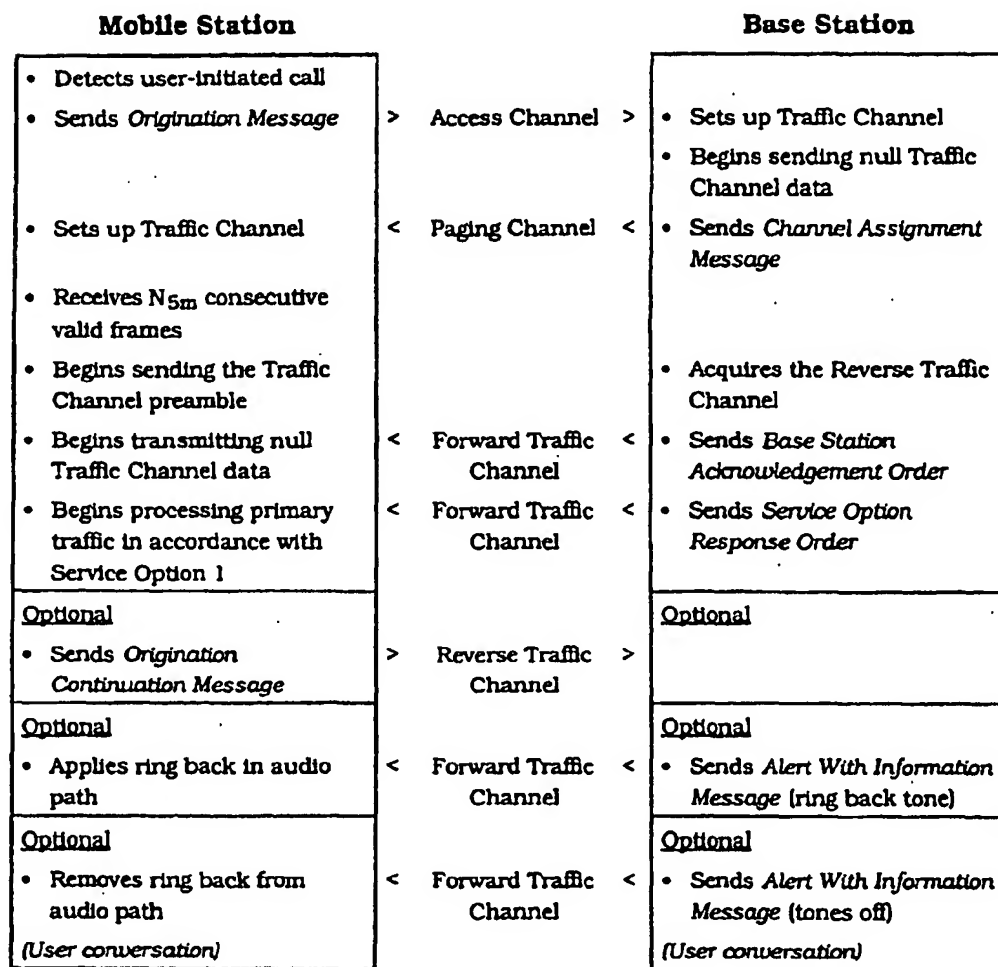 Mobile Station Base Station
• Detects user-initiated call
• Sends Origination Message > Access Channel > • Sets up Traffic Channel
• Begins sending null Traffic
Channel data
• Sets up Traffic Channel < Paging Channel < • Sends Channel Assignment
Message
• Receives N5m consecutive
valid frames
• Begins sending the Traffic • Acquires the Reverse Traffic
Channel preamble Channel
• Begins transmitting null < Forward Traffic < • Sends Base Station
Traffic Channel data Channel Acknowledgement Order
• Begins processing primary < Forward Traffic < • Sends Service Option
traffic in accordance with Channel Response Order
Service Option 1
Optional Optional
• Sends Origination > Reverse Traffic >
Continuation Message Channel
Optional Optional
• Applies ring back in audio < Forward Traffic < • Sends Alert With Information
path Channel Message (ring back tone)
Optional Optional
• Removes ring back from < Forward Traffic < • Sends Alert With Information
audio path Channel Message (tones off)
(User conversation) (User conversation)